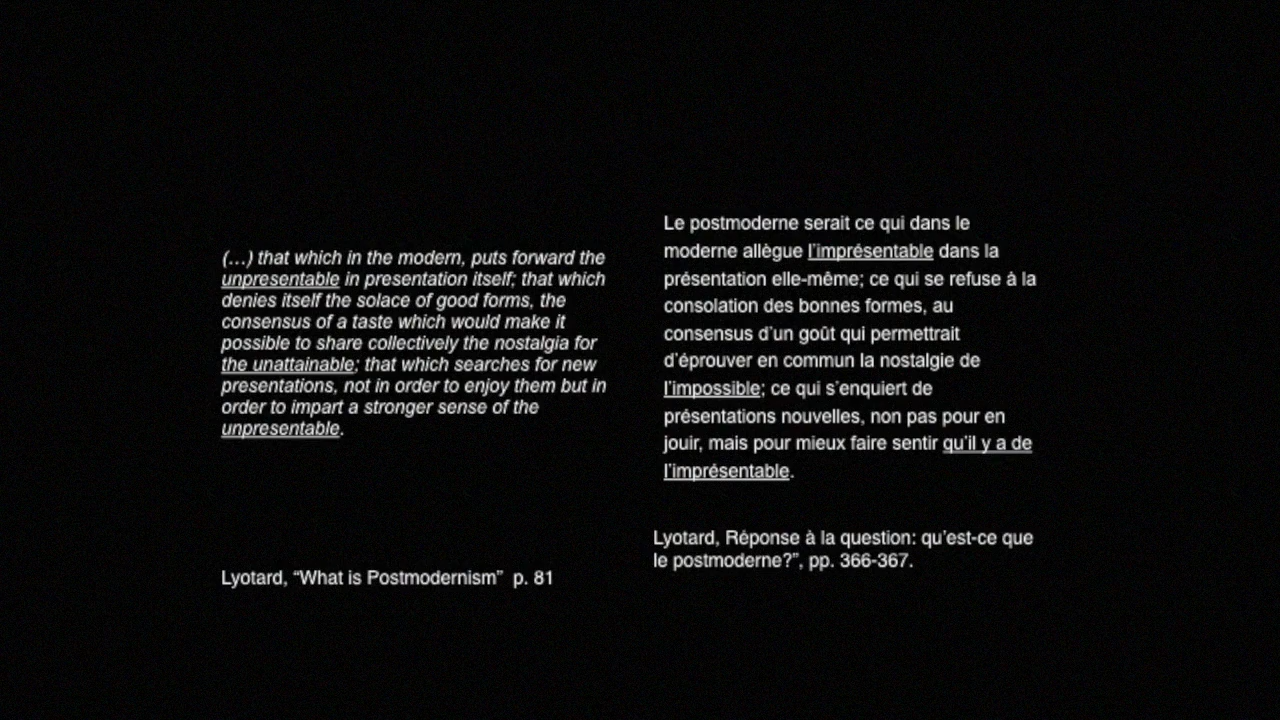 (...) that which in the modern, puts forward the
unpresentable in presentation itself; that which
denies itself the solace of good forms, the
consensus of a taste which would make it
possible to share collectively the nostalgia for
the unattainable; that which searches for new
presentations, not in order to enjoy them but in
order to impart a stronger sense of the
unpresentable.
Lyotard, “What is Postmodernism” p. 81
Le postmoderne serait ce qui dans le
moderne allègue l’imprésentable dans la
présentation elle-même; ce qui se refuse à la
consolation des bonnes formes, au
consensus d’un goût qui permettrait
d’éprouver en commun la nostalgie de
l’impossible; ce qui s’enquiert de
présentations nouvelles, non pas pour en
jouir, mais pour mieux faire sentir qu’il y a de
l’imprésentable.
Lyotard, Réponse à la question: qu’est-ce que
le postmoderne?”, pp. 366-367.